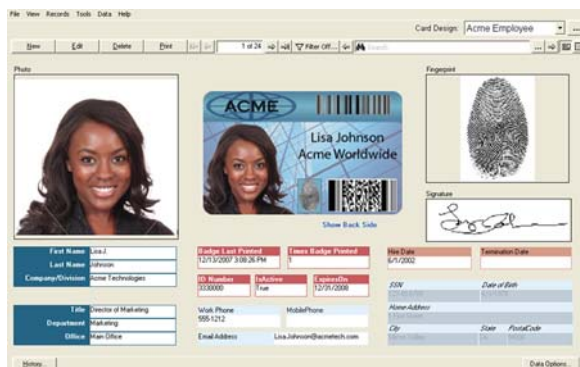 File View Records Tools Data Help
Card Design: Acme Employee ...
New Edit Delete Print 1 of 24 Filter Off... Search ...
Photo
Fingerprint
ACME
Lisa Johnson
Acme Worldwide
Show Back Side
Signature
First Name Lisa J.
Last Name Johnson
Company/Division Acme Technologies
Title Director of Marketing
Department Marketing
Office Main Office
Badge Last Printed Times Badge Printed
12/13/2007 3:08:26 PM 1
ID Number IsActive ExpiresOn
3330000 True 12/31/2008
Work Phone MobilePhone
555-1212
Email Address Lisa.Johnson@acmetech.com
Hire Date Termination Date
6/1/2002
SSN Date of Birth
Home Address
City State PostalCode
History... Data Options...